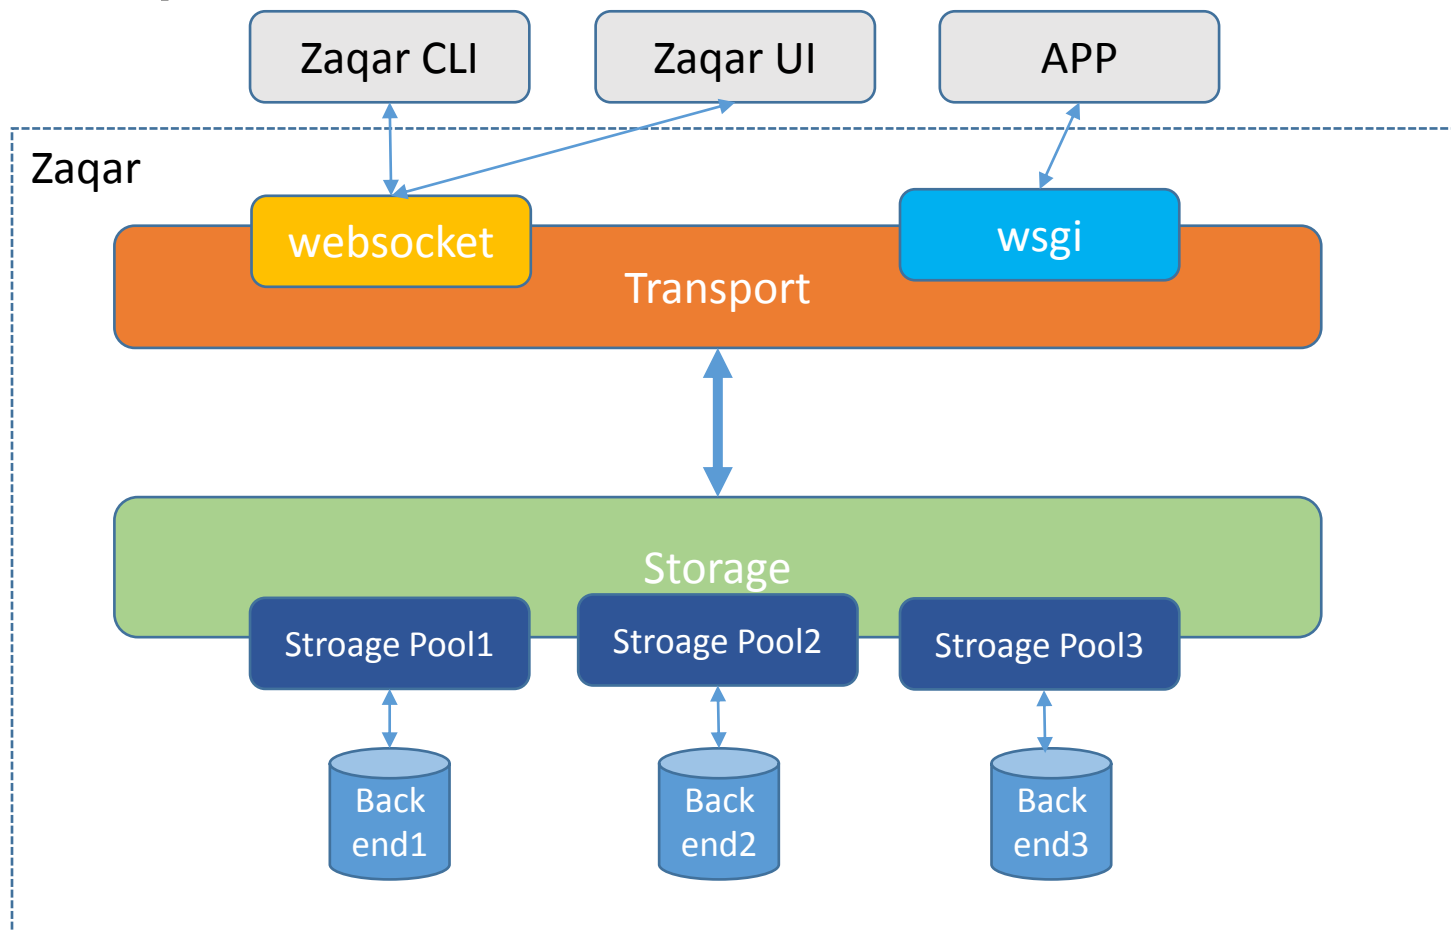 Zaqar CLI
Zaqar UI
APP
Zaqar
websocket
wsgi
Transport
Storage
Stroage Pool1
Stroage Pool2
Stroage Pool3
Back
end1
Back
end2
Back
end3